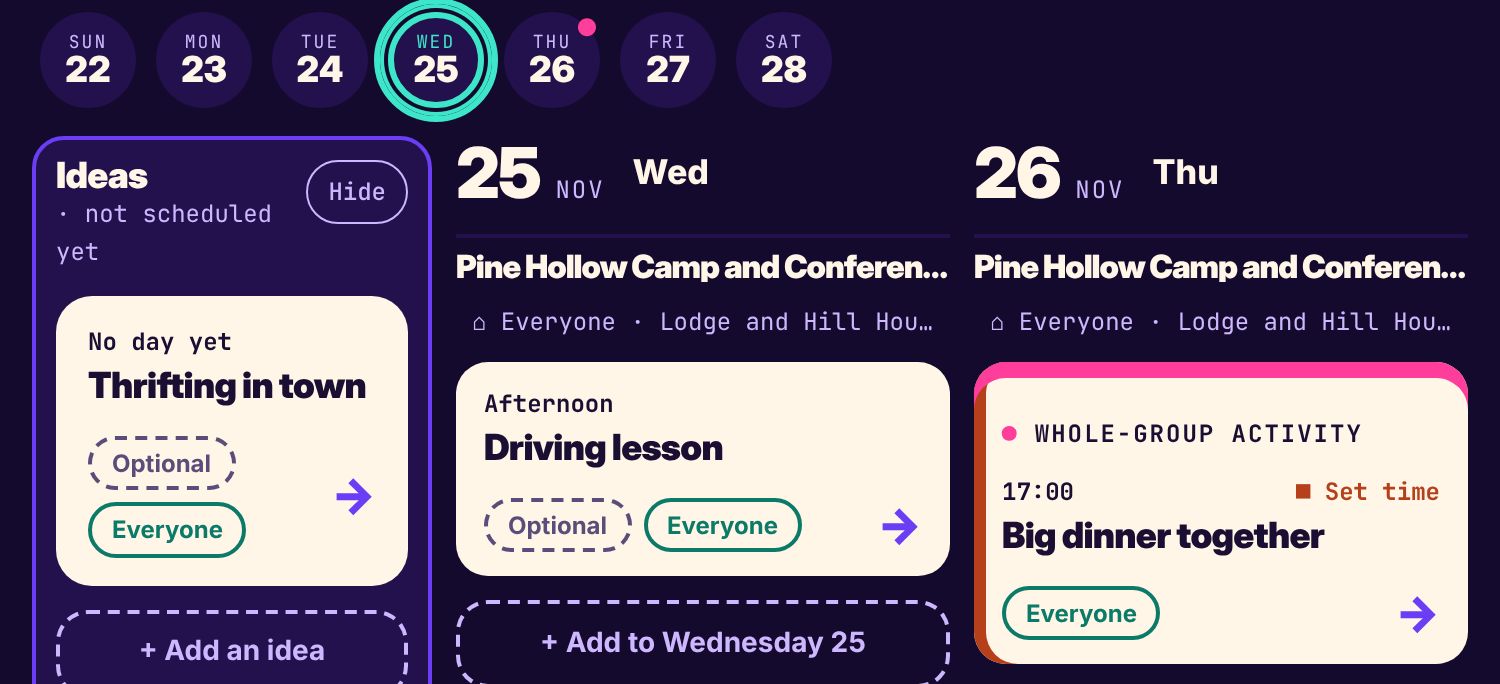 SUN
22
MON
23
TUE
24
WED
25
THU
26
FRI
27
SAT
28
Ideas
· not scheduled
yet
Hide
No day yet
Thrifting in town
Optional
Everyone
+ Add an idea
25 NOV Wed
Pine Hollow Camp and Conferen…
⌂ Everyone · Lodge and Hill Hou…
Afternoon
Driving lesson
Optional
Everyone
+ Add to Wednesday 25
26 NOV Thu
Pine Hollow Camp and Conferen…
⌂ Everyone · Lodge and Hill Hou…
WHOLE-GROUP ACTIVITY
17:00
Set time
Big dinner together
Everyone